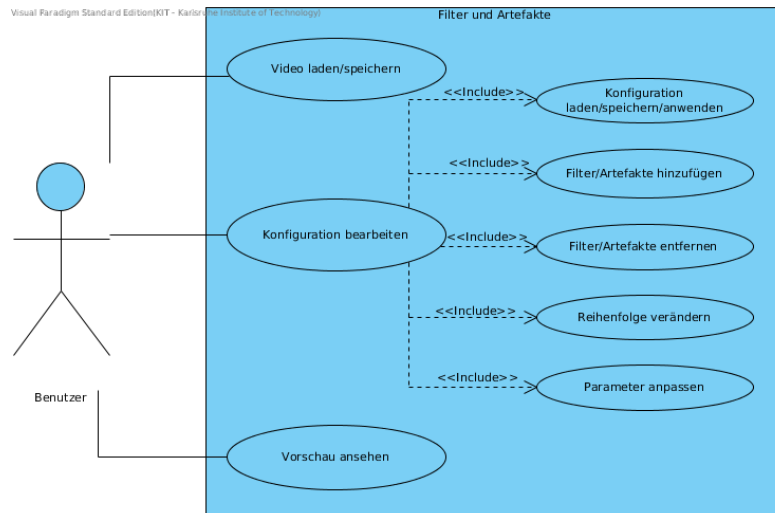 Visual Paradigm Standard Edition(KIT - Karlsruhe Institute of Technology)
Filter und Artefakte
Video laden/speichern
<<Include>>
Konfiguration
laden/speichern/anwenden
<<Include>>
Filter/Artefakte hinzufügen
Konfiguration bearbeiten
<<Include>>
Filter/Artefakte entfernen
<<Include>>
Reihenfolge verändern
<<Include>>
Parameter anpassen
Benutzer
Vorschau ansehen